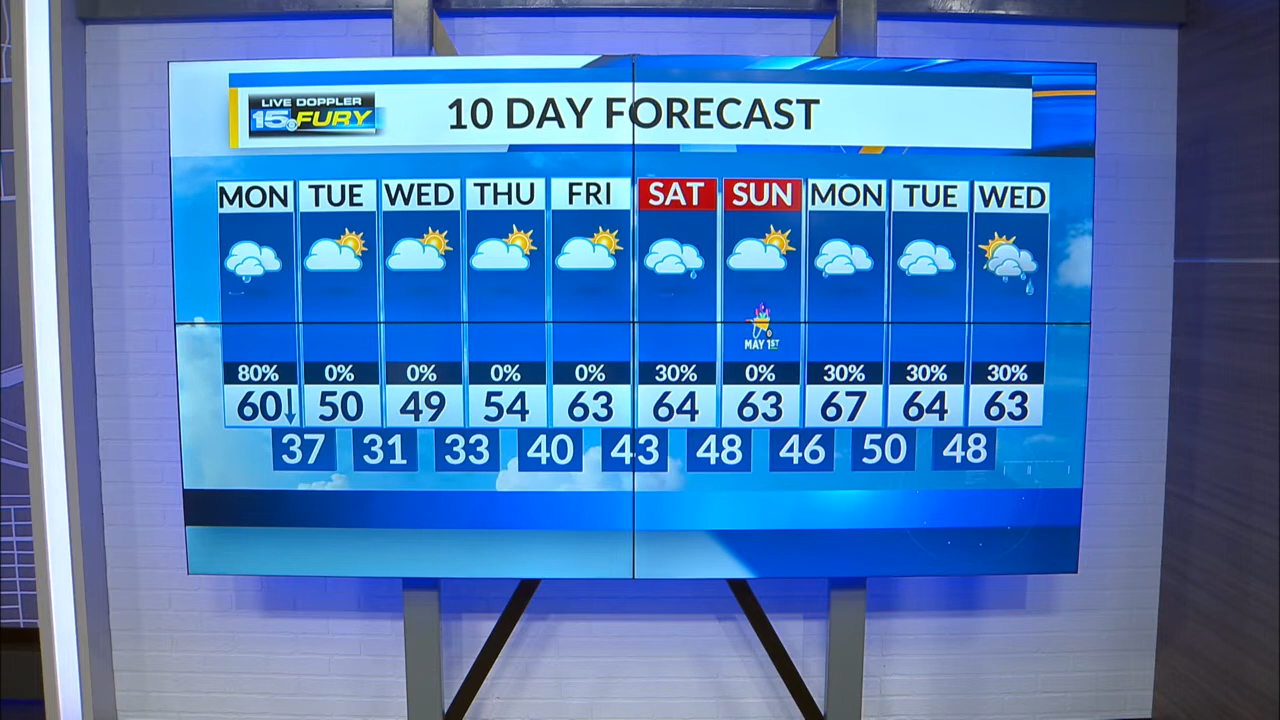 LIVE DOPPLER
15 FURY
10 DAY FORECAST
MON TUE WED THU FRI SAT SUN MON TUE WED
MAY 1ST
80% 0% 0% 0% 0% 30% 0% 30% 30% 30%
60↓ 50 49 54 63 64 63 67 64 63
37 31 33 40 43 48 46 50 48